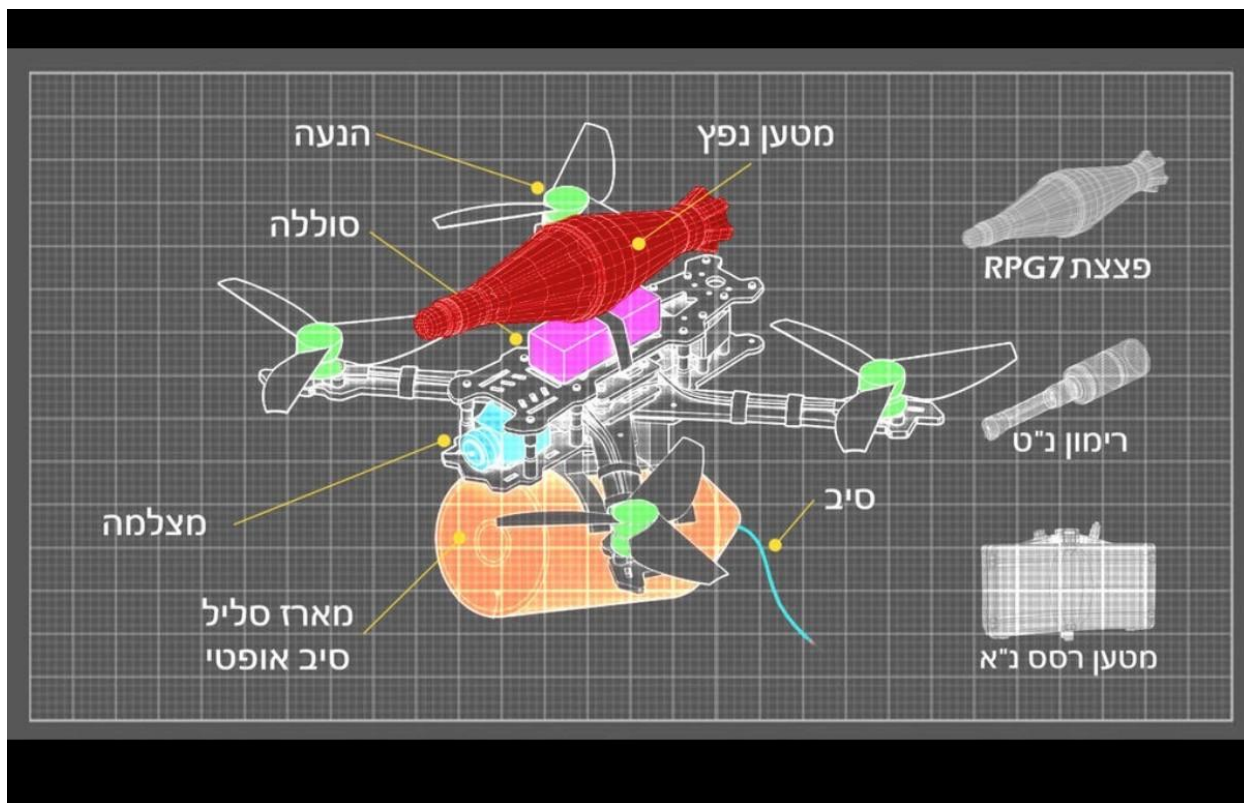 הנעה
מטען נפץ
סוללה
פצצת RPG7
רימון נ"ט
סיב
מצלמה
מארז סליל
סיב אופטי
מטען רסס נ"א